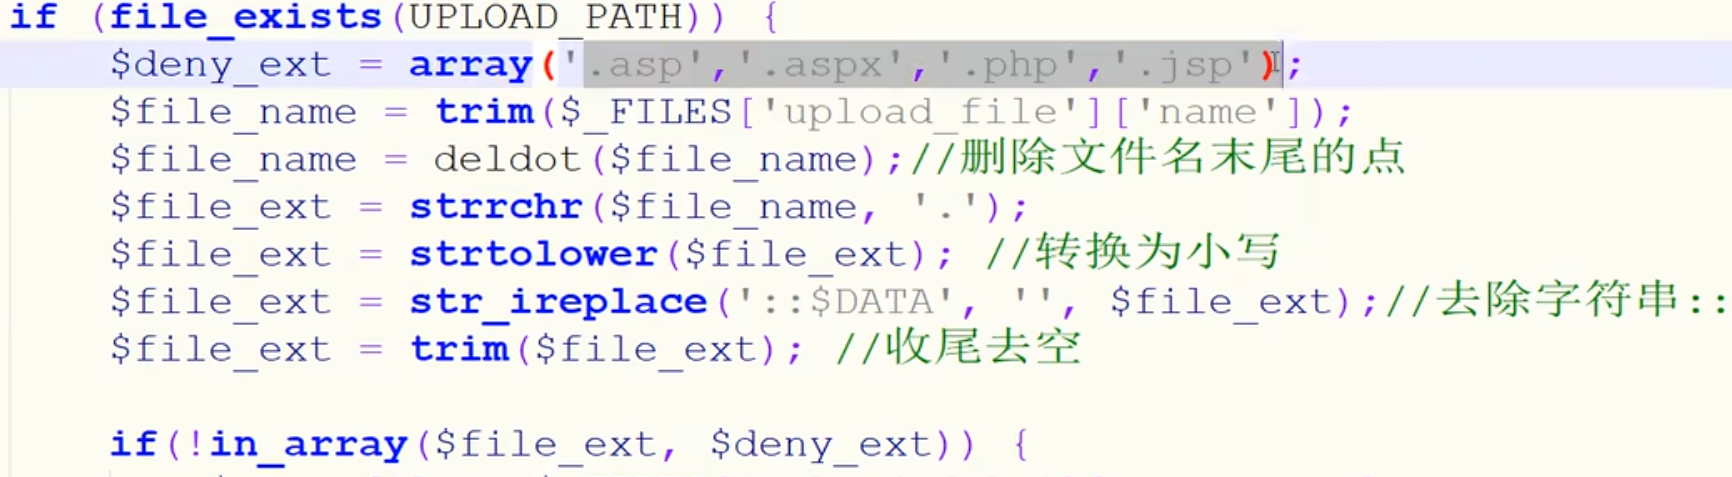 if (file_exists(UPLOAD_PATH)) {
$deny_ext = array('.asp','.aspx','.php','.jsp');
$file_name = trim($_FILES['upload_file']['name']);
$file_name = deldot($file_name);//删除文件名末尾的点
$file_ext = strrchr($file_name, '.');
$file_ext = strtolower($file_ext); //转换为小写
$file_ext = str_ireplace('::$DATA', '', $file_ext);//去除字符串::
$file_ext = trim($file_ext); //收尾去空
if(!in_array($file_ext, $deny_ext)) {